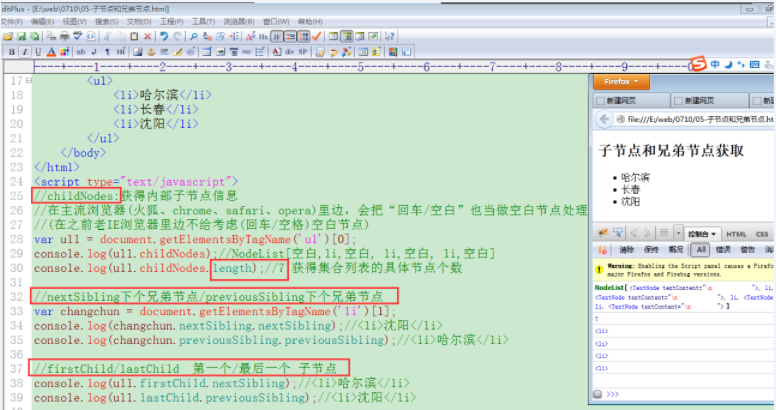 ditPlus - [E:\web\0710\05-子节点和兄弟节点.html]
文件(F) 编辑(E) 视图(V) 搜索(S) 文档(D) 工程(P) 工具(T) 浏览器(B) 窗口(W) 帮助(H)
----+----1----+----2----+----3----+----4----+----5----+----6----+----7----+----8----+----9----+----
17 <ul>
18 <li>哈尔滨</li>
19 <li>长春</li>
20 <li>沈阳</li>
21 </ul>
22 </body>
23 </html>
24 <script type="text/javascript">
25 //childNodes:获得内部子节点信息
26 //在主流浏览器(火狐、chrome、safari、opera)里边，会把“回车/空白”也当做空白节点处理
27 //(在之前老IE浏览器里边不给考虑(回车/空格)空白节点)
28 var ull = document.getElementsByTagName('ul')[0];
29 console.log(ull.childNodes);//NodeList[空白,li空白, li,空白, li,空白]
30 console.log(ull.childNodes.length);//7 获得集合列表的具体节点个数
31
32 //nextSibling下个兄弟节点/previousSibling下个兄弟节点
33 var changchun = document.getElementsByTagName('li')[1];
34 console.log(changchun.nextSibling.nextSibling);//<li>沈阳</li>
35 console.log(changchun.previousSibling.previousSibling);//<li>哈尔滨</li>
36
37 //firstChild/lastChild 第一个/最后一个 子节点
38 console.log(ull.firstChild.nextSibling);//<li>哈尔滨</li>
39 console.log(ull.lastChild.previousSibling);//<li>沈阳</li>
中
Firefox
新建网页 新建网页 新建网页
file:///E:/web/0710/05-子节点和兄弟节点.ht
子节点和兄弟节点获取
哈尔滨
长春
沈阳
控制台 HTML CSS
清除 保持 概况 All 错误 警告 消
Warning: Enabling the Script panel causes a Firefo
major Firefox and Firebug versions.
NodeList[ <TextNode textContent="\n ">, li,
<TextNode textContent="\n ">, li, <TextNode textCont
li, <TextNode textContent="\n "> ]
7
<li>
<li>
<li>
<li>
>>>